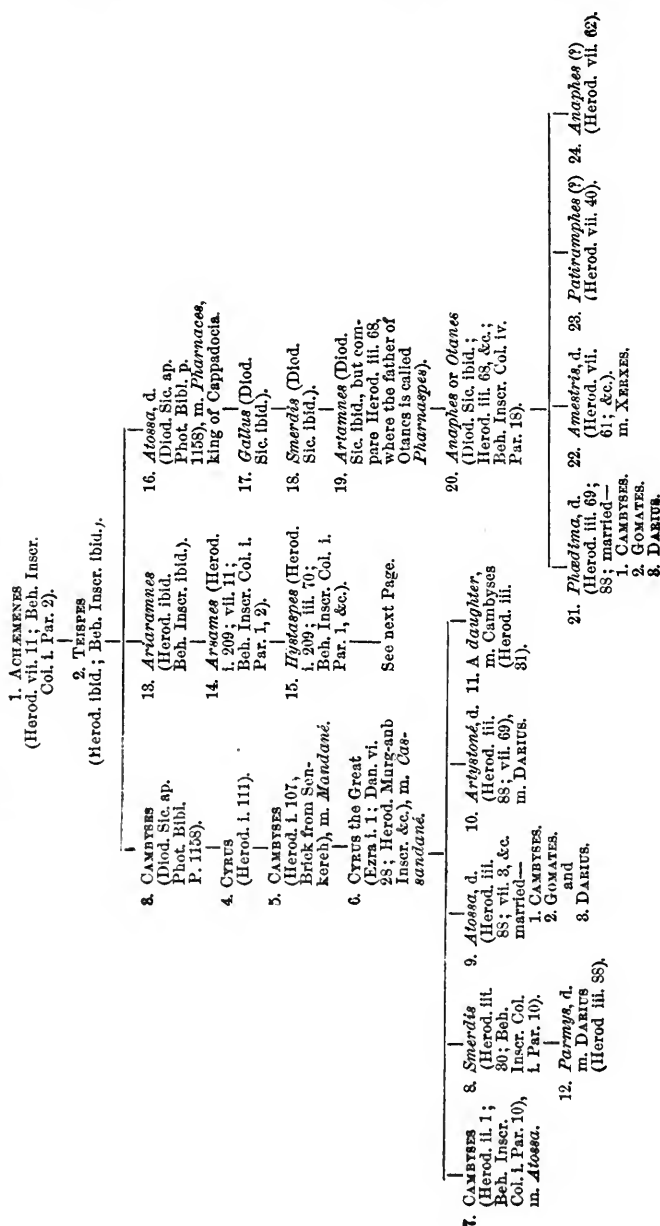 1. ACHÆMENES
(Herod. vii. 11; Beh. Inscr.
Col. i. Par. 2).
2. TEISPES
(Herod. ibid.; Beh. Inscr. ibid.).
3. CAMBYSES
(Diod. Sic. ap.
Phot. Bibl.
P. 1158).
4. CYRUS
(Herod. i. 111).
5. CAMBYSES
(Herod. i. 107,
Brick from Sen-
kereh), m. Mandané.
6. CYRUS the Great
(Ezra i. 1; Dan. vi.
28; Herod. Murg-aub
Inscr. &c.), m. Cas-
sandané.
7. CAMBYSES
(Herod. ii. 1;
Beh. Inscr.
Col. i. Par. 10),
m. Atossa.
8. Smerdis
(Herod. iii.
30; Beh.
Inscr. Col.
i. Par. 10).
12. Parmys, d.
m. DARIUS
(Herod iii. 88).
9. Atossa, d.
(Herod. iii.
88; vii. 3, &c.
married—
1. CAMBYSES.
2. GOMATES.
and
3. DARIUS.
10. Artystoné, d.
(Herod. iii.
88; vii. 69),
m. DARIUS.
11. A daughter,
m. Cambyses
(Herod. iii.
31).
13. Ariaramnes
(Herod. ibid.
Beh. Inscr. ibid.).
14. Arsames (Herod.
i. 209; vii. 11;
Beh. Inscr. Col. i.
Par. 1, 2).
15. Hystaspes (Herod.
i. 209; iii. 70;
Beh. Inscr. Col. i.
Par. 1, &c.).
See next Page.
16. Atossa, d.
(Diod. Sic. ap.
Phot. Bibl. p.
1158), m. Pharnaces,
king of Cappadocia.
17. Gallus (Diod.
Sic. ibid.).
18. Smerdis (Diod.
Sic. ibid.).
19. Artamnes (Diod.
Sic. ibid., but com-
pare Herod. iii. 68,
where the father of
Otanes is called
Pharnaspes).
20. Anaphes or Otanes
(Diod. Sic. ibid.;
Herod. iii. 68, &c.;
Beh. Inscr. Col. iv.
Par. 18).
21. Phædima, d.
(Herod. iii. 69;
88; married—
1. CAMBYSES.
2. GOMATES.
3. DARIUS.
22. Amestris, d.
(Herod. vii.
61; &c.).
m. XERXES.
23. Patiramphes (?)
(Herod. vii. 40).
24. Anaphes (?)
(Herod. vii. 62).